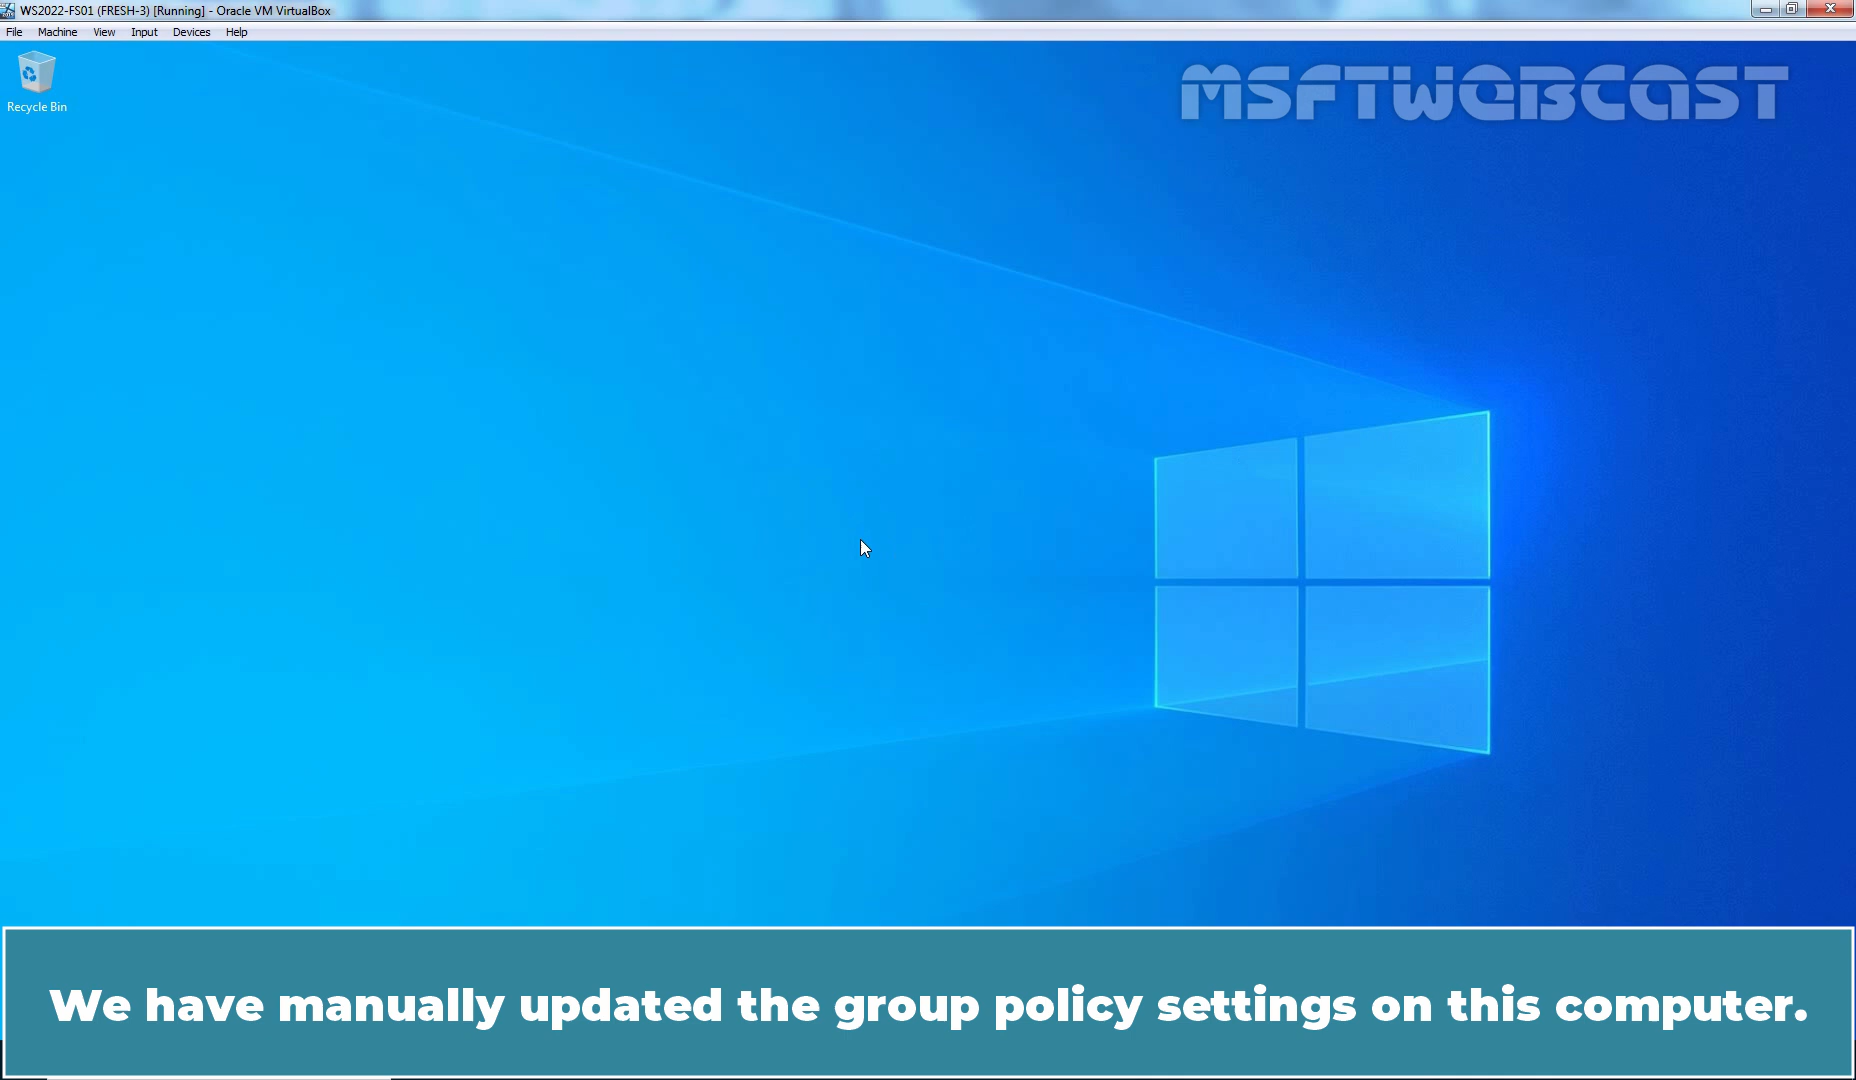 WS2022-FS01 (FRESH-3) [Running] - Oracle VM VirtualBox
File Machine View Input Devices Help
Recycle Bin
MSFTWEBCAST
We have manually updated the group policy settings on this computer.